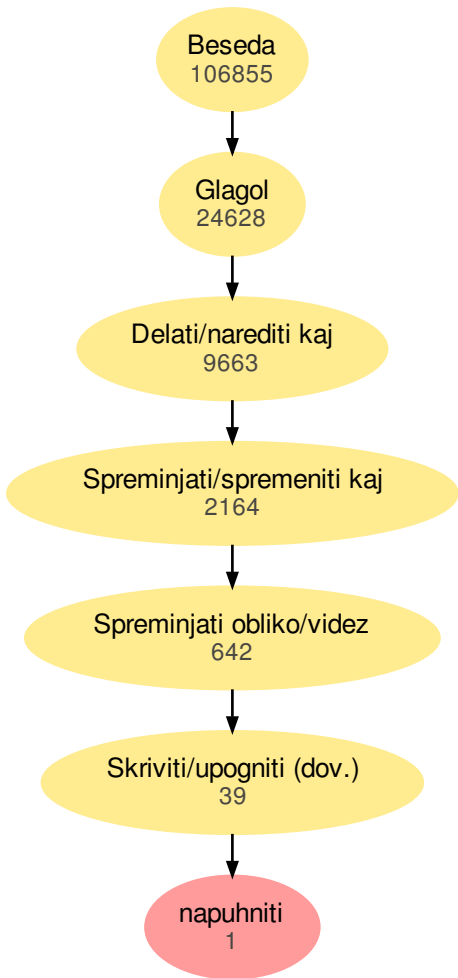 Beseda
106855
Glagol
24628
Delati/narediti kaj
9663
Spreminjati/spremeniti kaj
2164
Spreminjati obliko/videz
642
Skriviti/upogniti (dov.)
39
napuhniti
1